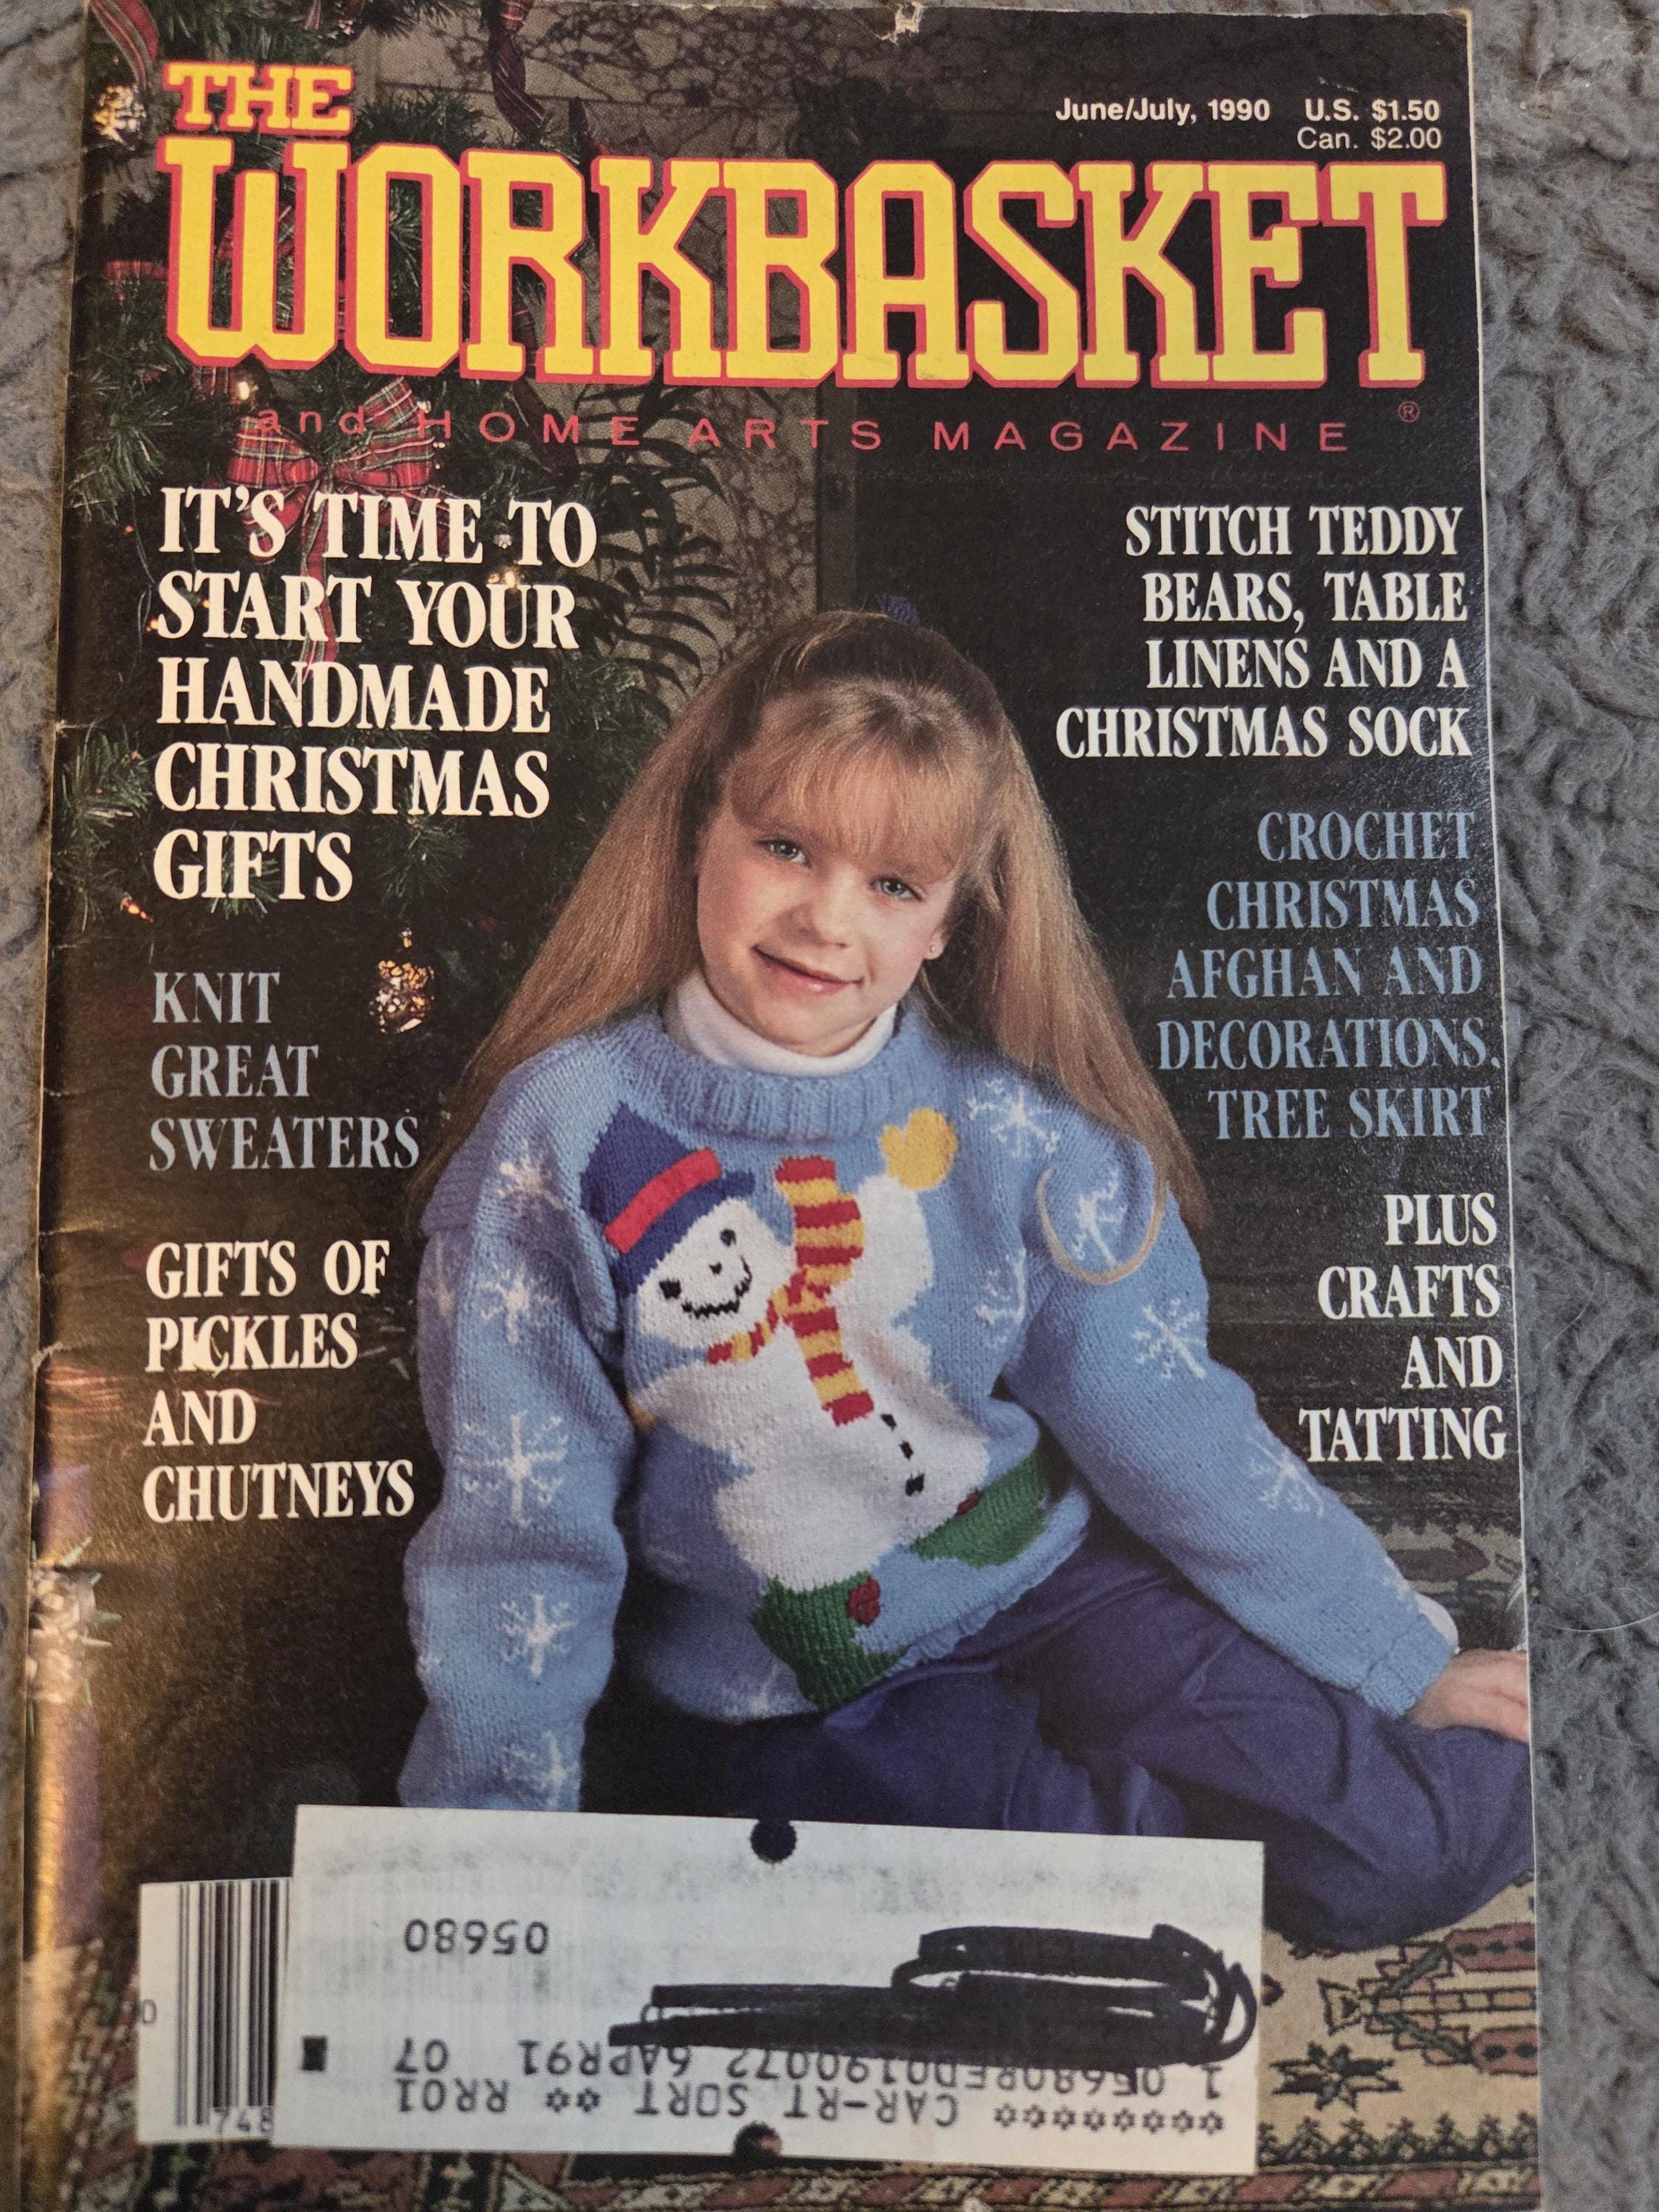 THE
June/July, 1990 U.S. $1.50
Can. $2.00
WORKBASKET
and HOME ARTS MAGAZINE ®
IT'S TIME TO
START YOUR
HANDMADE
CHRISTMAS
GIFTS
KNIT
GREAT
SWEATERS
GIFTS OF
PICKLES
AND
CHUTNEYS
STITCH TEDDY
BEARS, TABLE
LINENS AND A
CHRISTMAS SOCK
CROCHET
CHRISTMAS
AFGHAN AND
DECORATIONS,
TREE SKIRT
PLUS
CRAFTS
AND
TATTING
******** CAR-RT SORT ** RR01
6APR91 07
05680
0
748